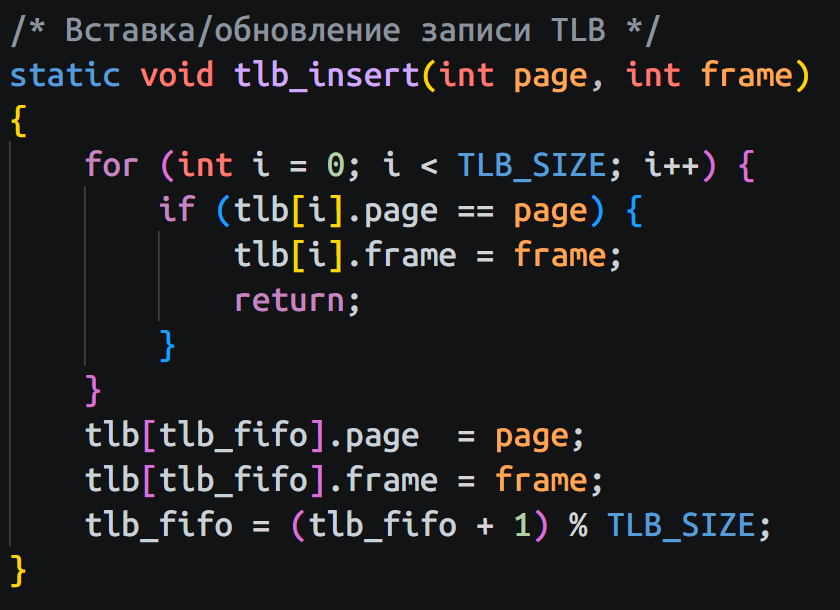 /* Вставка/обновление записи TLB */
static void tlb_insert(int page, int frame)
{
    for (int i = 0; i < TLB_SIZE; i++) {
        if (tlb[i].page == page) {
            tlb[i].frame = frame;
            return;
        }
    }
    tlb[tlb_fifo].page  = page;
    tlb[tlb_fifo].frame = frame;
    tlb_fifo = (tlb_fifo + 1) % TLB_SIZE;
}